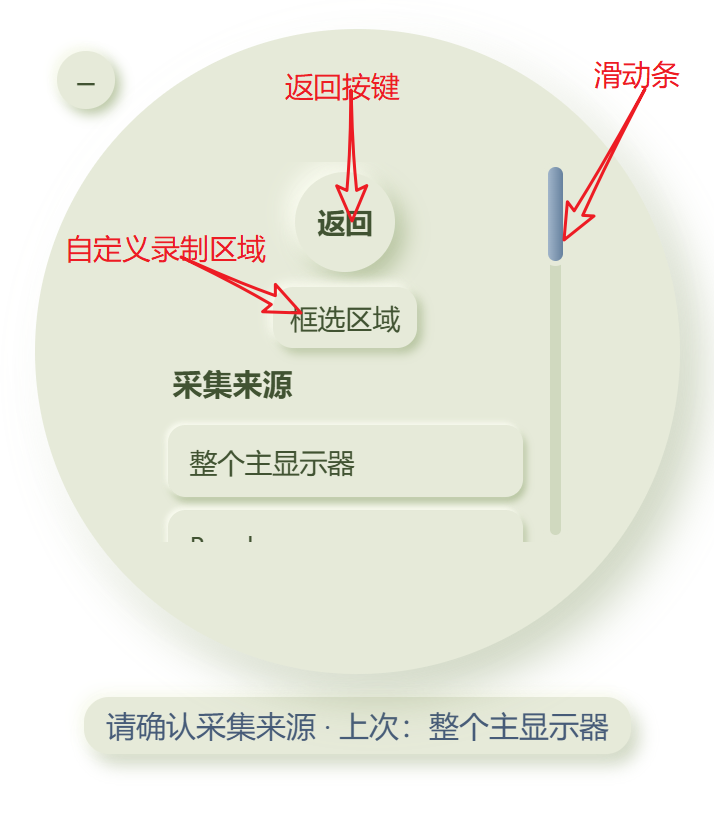 滑动条
返回按键
–
返回
自定义录制区域
框选区域
采集来源
整个主显示器
请确认采集来源 · 上次：整个主显示器